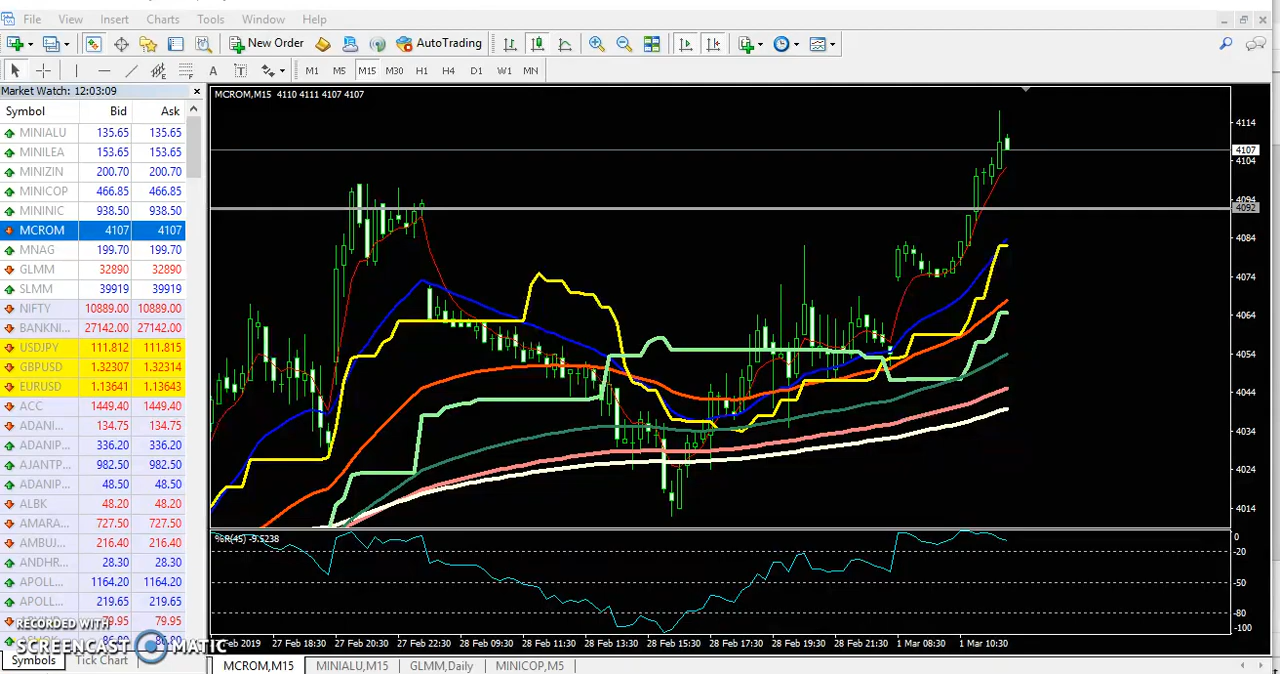 File View Insert Charts Tools Window Help
New Order AutoTrading
A T M1 M5 M15 M30 H1 H4 D1 W1 MN
Market Watch: 12:03:09
Symbol Bid Ask
MINIALU 135.65 135.65
MINILEA 153.65 153.65
MINIZIN 200.70 200.70
MINICOP 466.85 466.85
MININIC 938.50 938.50
MCROM 4107 4107
MNAG 199.70 199.70
GLMM 32890 32890
SLMM 39919 39919
NIFTY 10889.00 10889.00
BANKNI... 27142.00 27142.00
USDJPY 111.812 111.815
GBPUSD 1.32307 1.32314
EURUSD 1.13641 1.13643
ACC 1449.40 1449.40
ADANI... 134.75 134.75
ADANIP... 336.20 336.20
AJANTP... 982.50 982.50
ADANIP... 48.50 48.50
ALBK 48.20 48.20
AMARA... 727.50 727.50
AMBUJ... 216.40 216.40
ANDHR... 28.30 28.30
APOLL... 1164.20 1164.20
APOLL... 219.65 219.65
79.95 79.95
RECORDED WITH
SCREENCAST MATIC
Symbols Tick Chart
MCROM,M15 4110 4111 4107 4107
4114
4107
4104
4094
4092
4084
4074
4064
4054
4044
4034
4024
4014
%R(45) -9.5238
0
-20
-50
-80
-100
Feb 2019 27 Feb 18:30 27 Feb 20:30 27 Feb 22:30 28 Feb 09:30 28 Feb 11:30 28 Feb 13:30 28 Feb 15:30 28 Feb 17:30 28 Feb 19:30 28 Feb 21:30 1 Mar 08:30 1 Mar 10:30
MCROM,M15 MINIALU,M15 GLMM,Daily MINICOP,M5